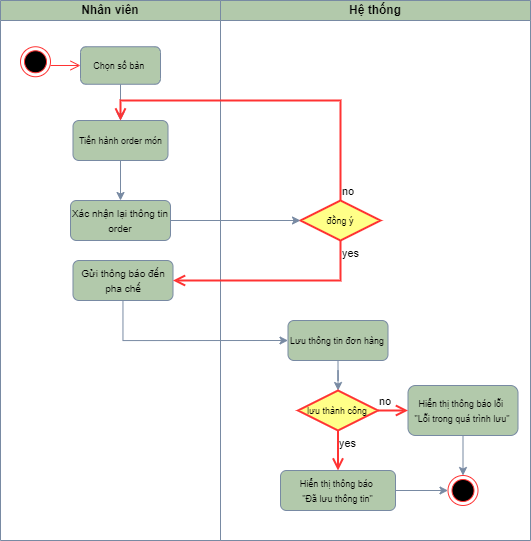 Nhân viên
Hệ thống
Chọn số bàn
Tiến hành order món
no
Xác nhận lại thông tin
order
đồng ý
yes
Gửi thông báo đến
pha chế
Lưu thông tin đơn hàng
lưu thành công
no
Hiển thị thông báo lỗi
"Lỗi trong quá trình lưu"
yes
Hiển thị thông báo
"Đã lưu thông tin"